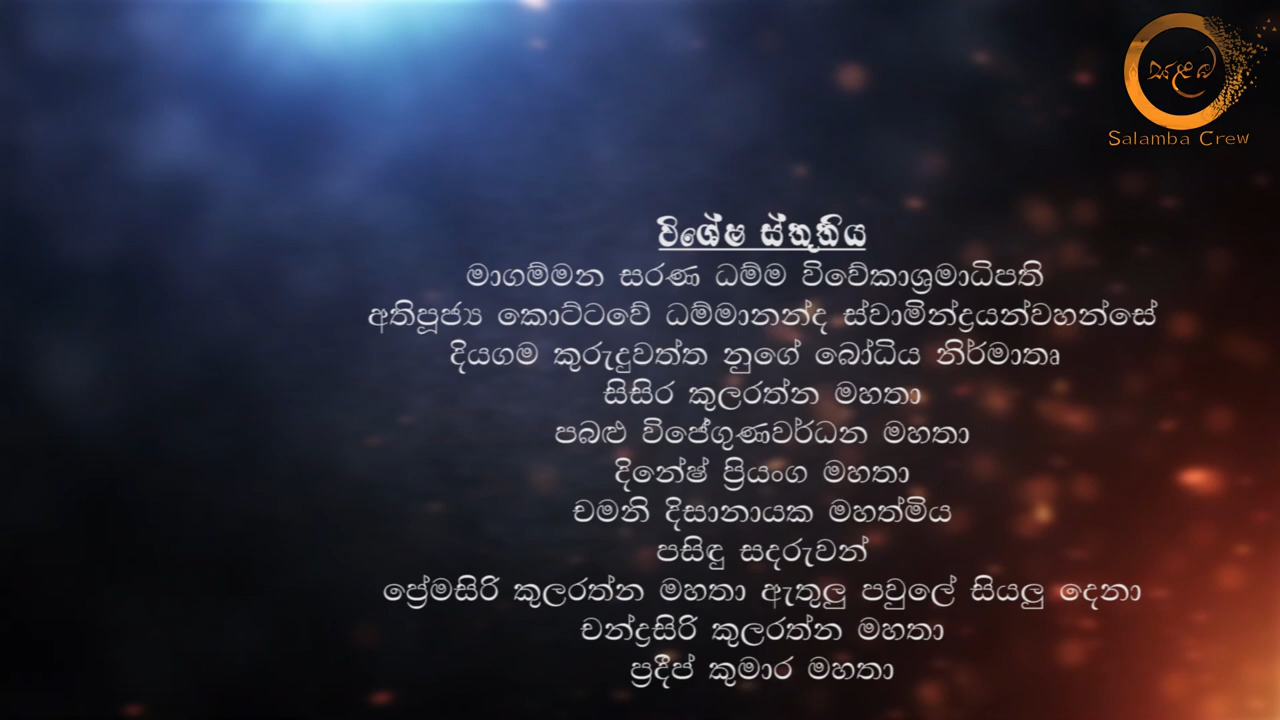 සළඹ
Salamba Crew
විශේෂ ස්තූතිය
මාගම්මන සරණ ධම්ම විවේකාශ්‍රමාධිපති
අතිපූජ්‍ය කොට්ටවේ ධම්මානන්ද ස්වාමින්ද්‍රයන්වහන්සේ
දියගම කුරුදුවත්ත නුගේ බෝධිය නිර්මාතෘ
සිසිර කුලරත්න මහතා
පබළු විජේගුණවර්ධන මහතා
දිනේෂ් ප්‍රියංග මහතා
චමනි දිසානායක මහත්මිය
පසිඳු සදරුවන්
ප්‍රේමසිරි කුලරත්න මහතා ඇතුලු පවුලේ සියලු දෙනා
චන්ද්‍රසිරි කුලරත්න මහතා
ප්‍රදීප් කුමාර මහතා